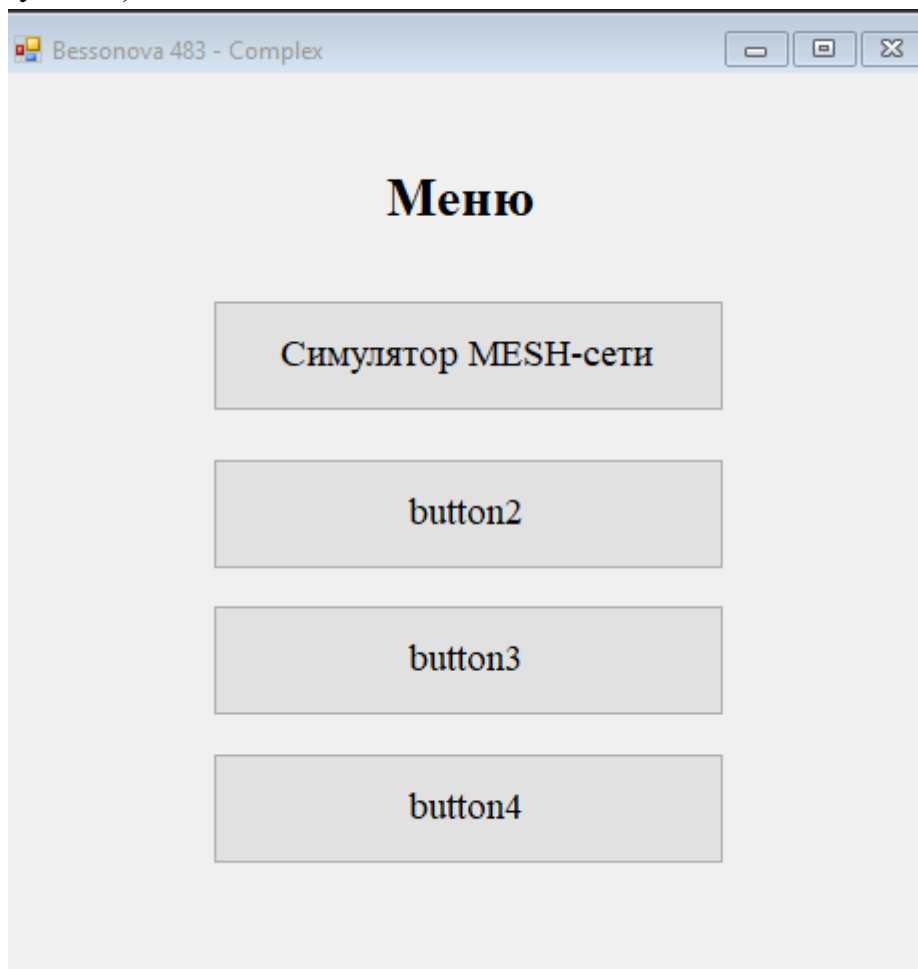 Bessonova 483 - Complex
Меню
Симулятор MESH-сети
button2
button3
button4